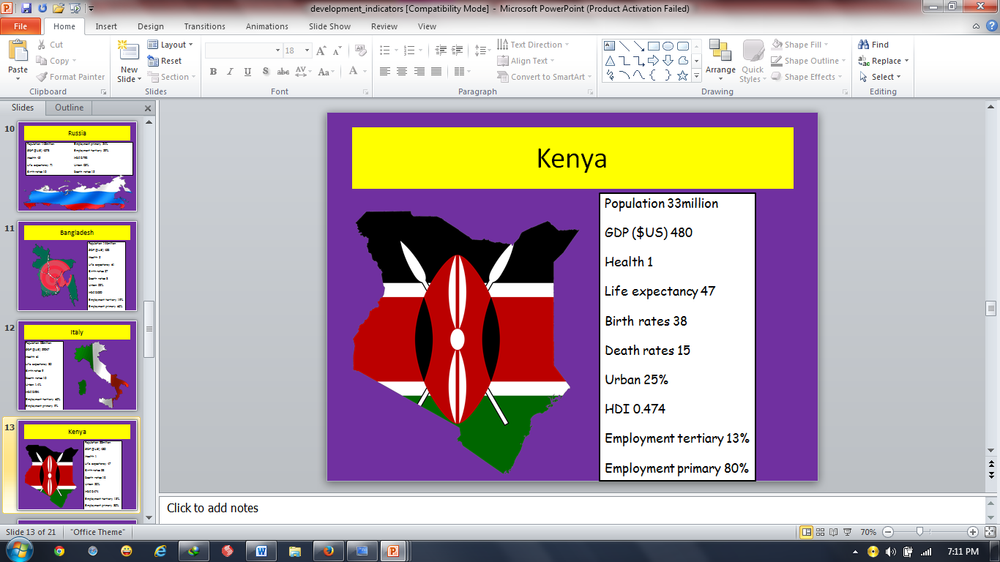 development_indicators [Compatibility Mode] - Microsoft PowerPoint (Product Activation Failed)
File Home Insert Design Transitions Animations Slide Show Review View
Paste
Cut
Copy
Format Painter
Clipboard
New Slide
Layout
Reset
Section
Slides
18
B I U S abc AV Aa A
Font
Text Direction
Align Text
Convert to SmartArt
Paragraph
Arrange
Quick Styles
Shape Fill
Shape Outline
Shape Effects
Drawing
Find
Replace
Select
Editing
Slides Outline
10
Russia
11
Bangladesh
12
Italy
13
Kenya
Kenya
Population 33million
GDP ($US) 480
Health 1
Life expectancy 47
Birth rates 38
Death rates 15
Urban 25%
HDI 0.474
Employment tertiary 13%
Employment primary 80%
Click to add notes
Slide 13 of 21 "Office Theme" 70%
7:11 PM